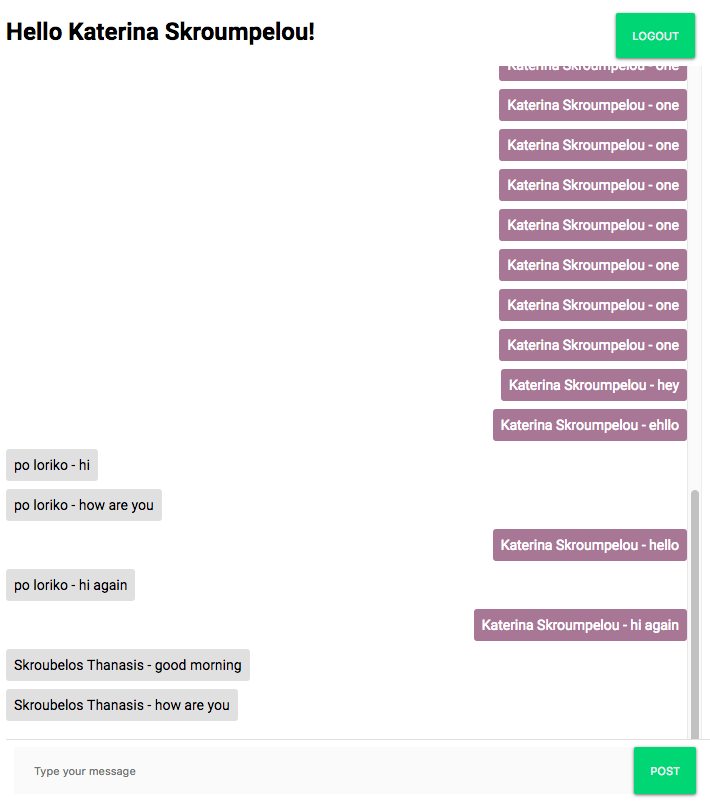 Hello Katerina Skroumpelou!
LOGOUT
Katerina Skroumpelou - one
Katerina Skroumpelou - one
Katerina Skroumpelou - one
Katerina Skroumpelou - one
Katerina Skroumpelou - one
Katerina Skroumpelou - one
Katerina Skroumpelou - one
Katerina Skroumpelou - one
Katerina Skroumpelou - hey
Katerina Skroumpelou - ehllo
po loriko - hi
po loriko - how are you
Katerina Skroumpelou - hello
po loriko - hi again
Katerina Skroumpelou - hi again
Skroubelos Thanasis - good morning
Skroubelos Thanasis - how are you
Type your message
POST